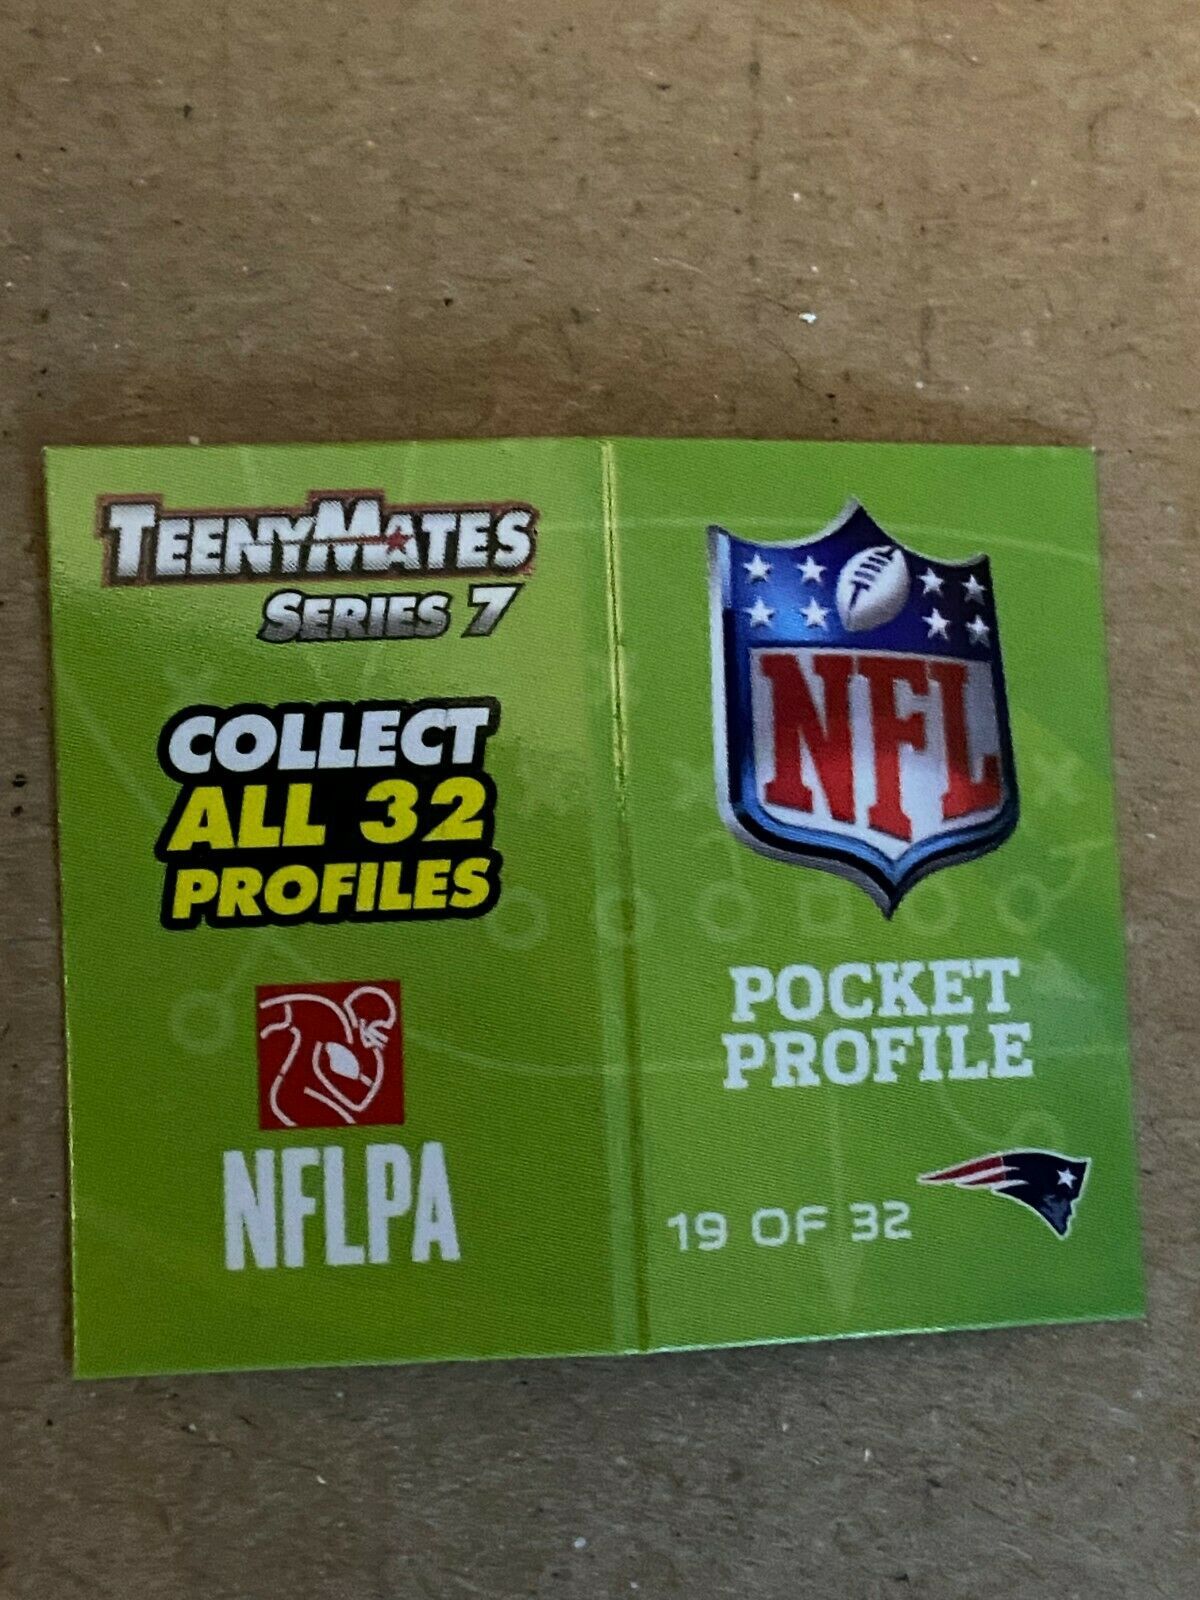 TEENYMATES
SERIES 7
COLLECT
ALL 32
PROFILES
NFLPA
NFL
POCKET
PROFILE
19 OF 32